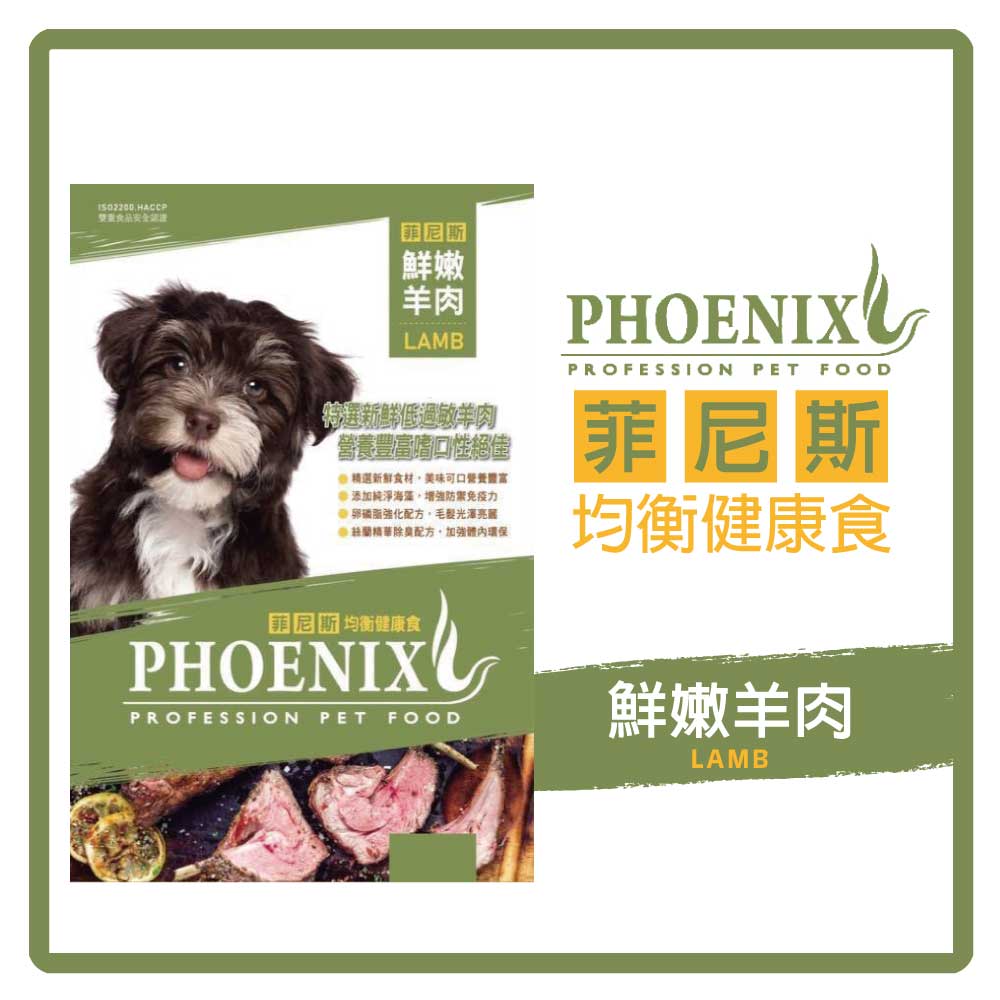 ISO2200.HACCP
雙重食品安全認證
菲尼斯
鮮嫩
羊肉
LAMB
特選新鮮低過敏羊肉
營養豐富嗜口性絕佳
精選新鮮食材，美味可口營養豐富
添加純淨海藻，增強防禦免疫力
卵磷脂強化配方，毛髮光澤亮麗
絲蘭精華除臭配方，加強體內環保
菲尼斯 均衡健康食
PHOENIX
PROFESSION PET FOOD
PHOENIX
PROFESSION PET FOOD
菲尼斯
均衡健康食
鮮嫩羊肉
LAMB